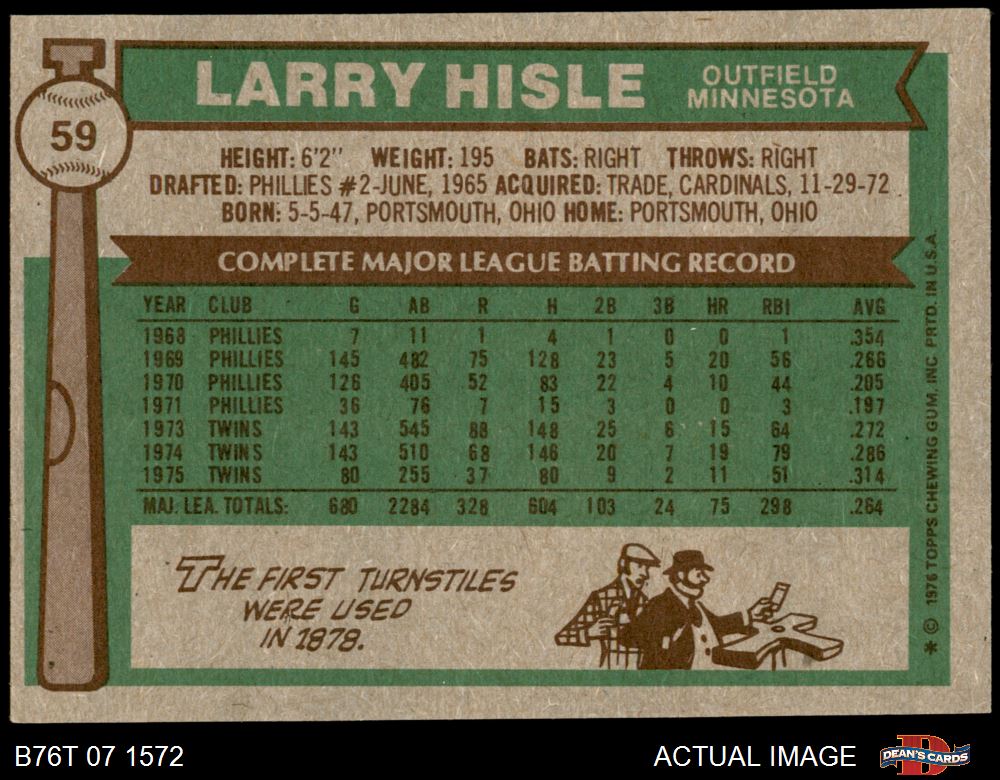 59
LARRY HISLE
OUTFIELD
MINNESOTA
HEIGHT: 6'2" WEIGHT: 195 BATS: RIGHT THROWS: RIGHT
DRAFTED: PHILLIES #2-JUNE, 1965 ACQUIRED: TRADE, CARDINALS, 11-29-72
BORN: 5-5-47, PORTSMOUTH, OHIO HOME: PORTSMOUTH, OHIO
COMPLETE MAJOR LEAGUE BATTING RECORD
YEAR CLUB G AB R H 2B 3B HR RBI AVG
1968 PHILLIES 7 11 1 4 1 0 0 1 .354
1969 PHILLIES 145 482 75 128 23 5 20 56 .266
1970 PHILLIES 126 405 52 83 22 4 10 44 .205
1971 PHILLIES 36 76 7 15 3 0 0 3 .197
1973 TWINS 143 545 88 148 25 6 15 64 .272
1974 TWINS 143 510 68 146 20 7 19 79 .286
1975 TWINS 80 255 37 80 9 2 11 51 .314
MAJ. LEA. TOTALS: 680 2284 328 604 103 24 75 298 .264
THE FIRST TURNSTILES
WERE USED
IN 1878.
* © 1976 TOPPS CHEWING GUM, INC. PRTD. IN U.S.A.
B76T 07 1572
ACTUAL IMAGE
D
DEAN'S CARDS